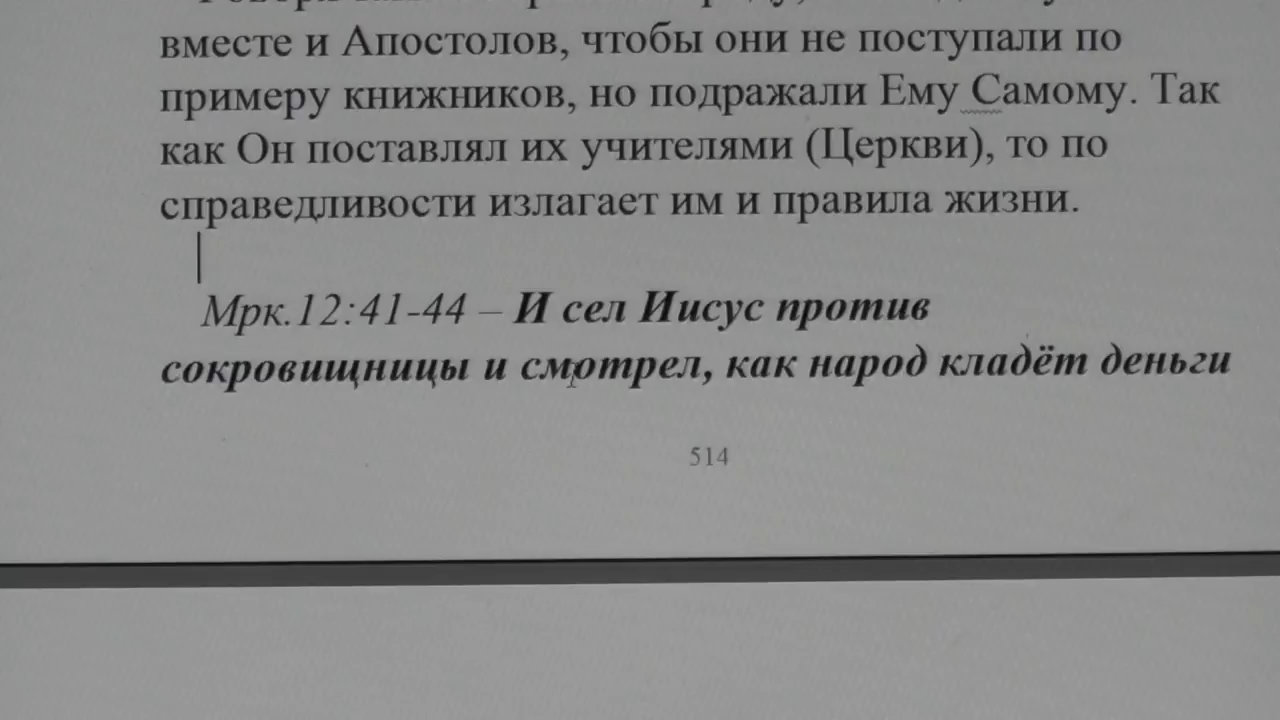 вместе и Апостолов, чтобы они не поступали по
примеру книжников, но подражали Ему Самому. Так
как Он поставлял их учителями (Церкви), то по
справедливости излагает им и правила жизни.
Мрк.12:41-44 – И сел Иисус против
сокровищницы и смотрел, как народ кладёт деньги
514